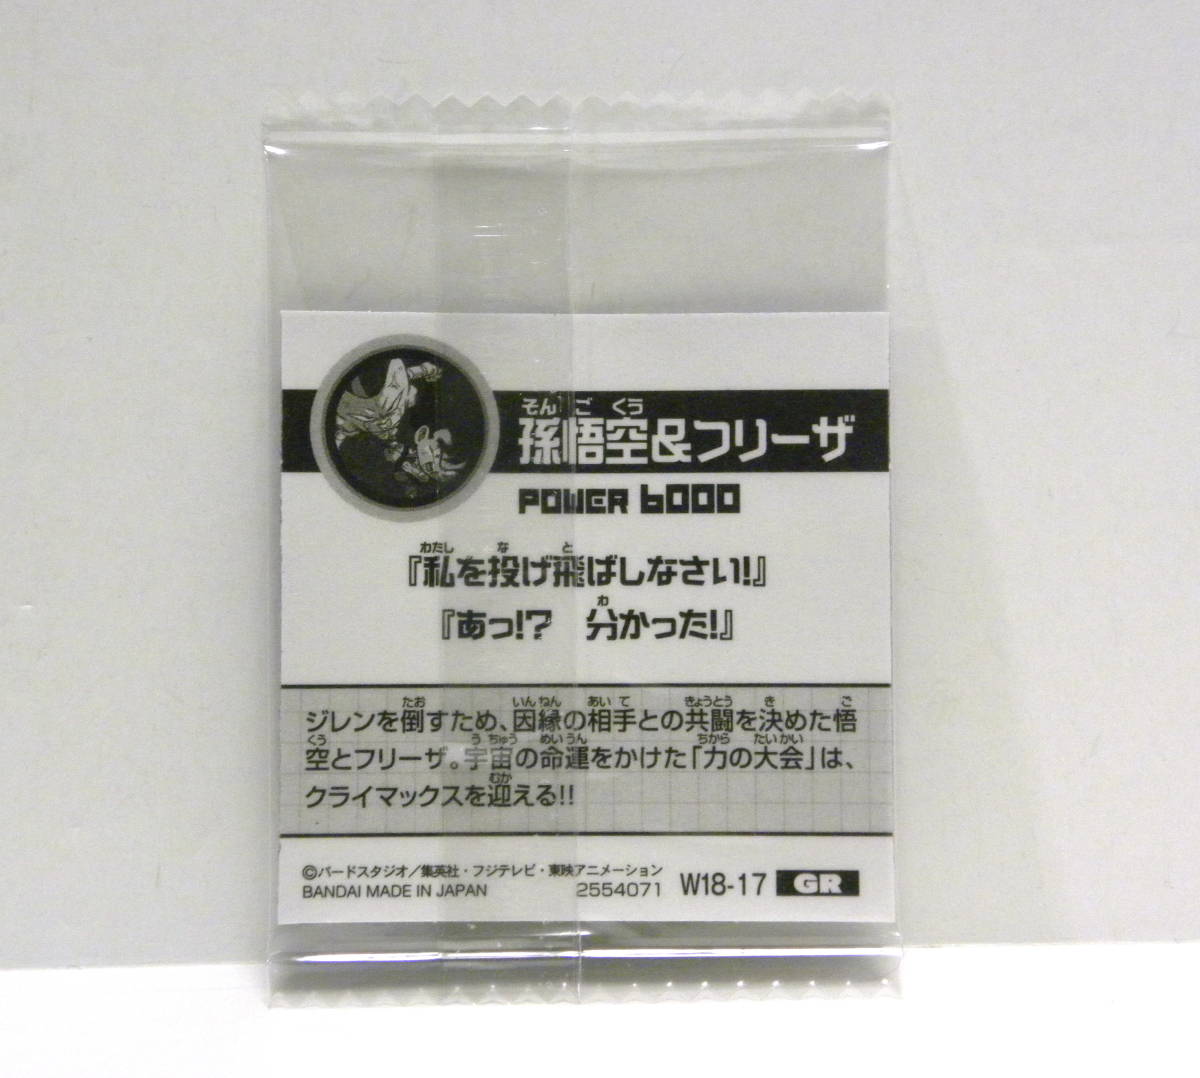 そん ご くう
孫悟空&フリーザ
POWER 6000
わたし な と
『私を投げ飛ばしなさい!』
わ
『あっ!? 分かった!』
たお いんねん あい て きょうとう き ご
ジレンを倒すため、因縁の相手との共闘を決めた悟
くう う ちゅう めいうん ちから たいかい
空とフリーザ。宇宙の命運をかけた「力の大会」は、
むか
クライマックスを迎える!!
©バードスタジオ/集英社・フジテレビ・東映アニメーション
BANDAI MADE IN JAPAN 2554071 W18-17 GR